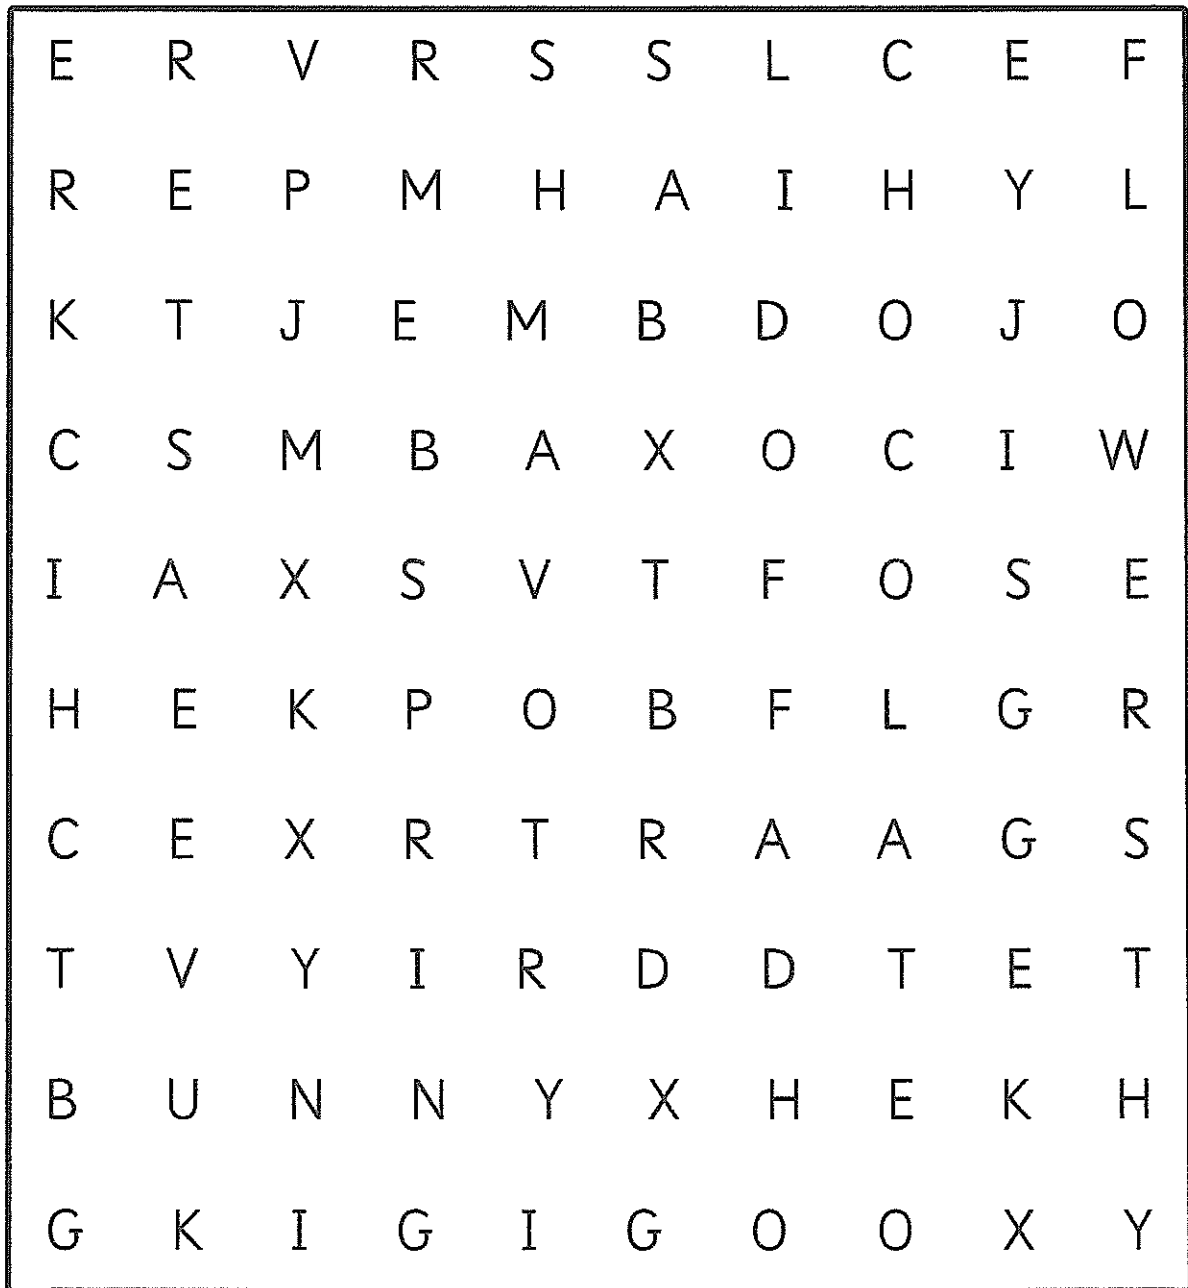 E R V R S S L C E F
R E P M H A I H Y L
K T J E M B D O J O
C S M B A X O C I W
I A X S V T F O S E
H E K P O B F L G R
C E X R T R A A G S
T V Y I R D D T E T
B U N N Y X H E K H
G K I G I G O O X Y